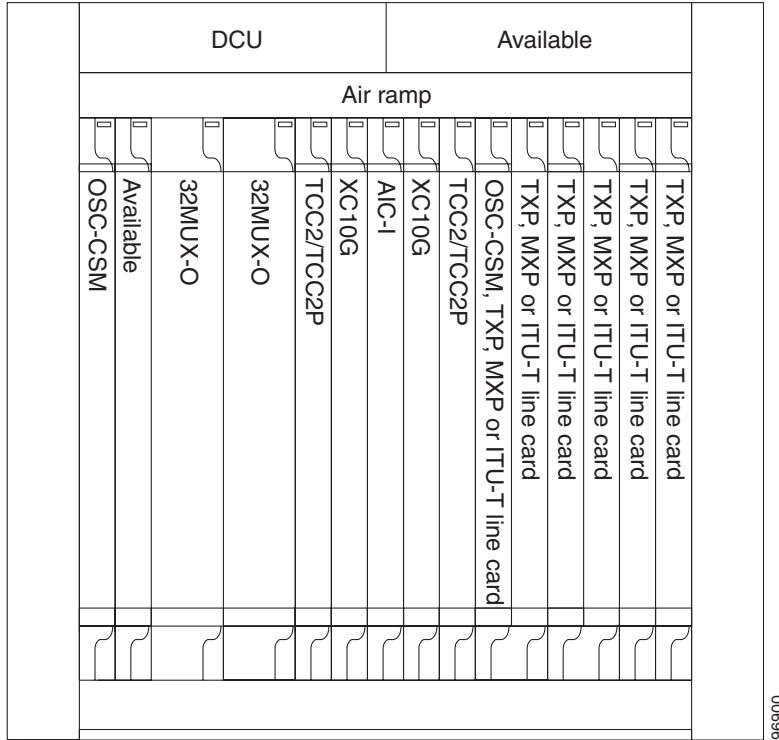 DCU
Available
Air ramp
OSC-CSM
Available
32MUX-O
32MUX-O
TCC2/TCC2P
XC10G
AIC-I
XC10G
TCC2/TCC2P
OSC-CSM, TXP, MXP or ITU-T line card
TXP, MXP or ITU-T line card
TXP, MXP or ITU-T line card
TXP, MXP or ITU-T line card
TXP, MXP or ITU-T line card
TXP, MXP or ITU-T line card